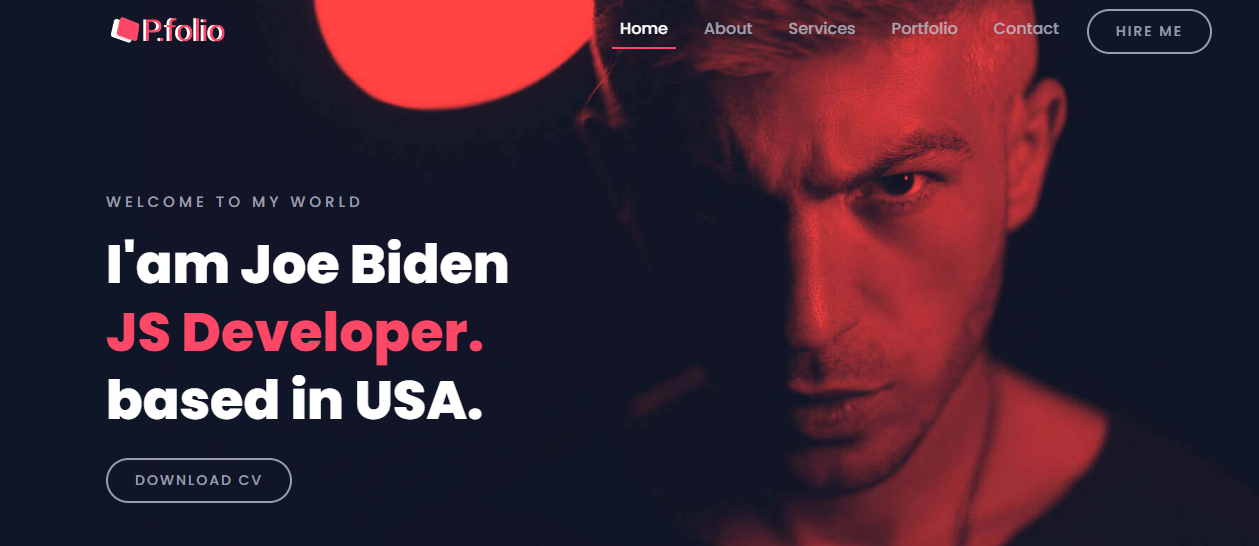 P.folio
Home About Services Portfolio Contact HIRE ME
WELCOME TO MY WORLD
I'am Joe Biden
JS Developer.
based in USA.
DOWNLOAD CV